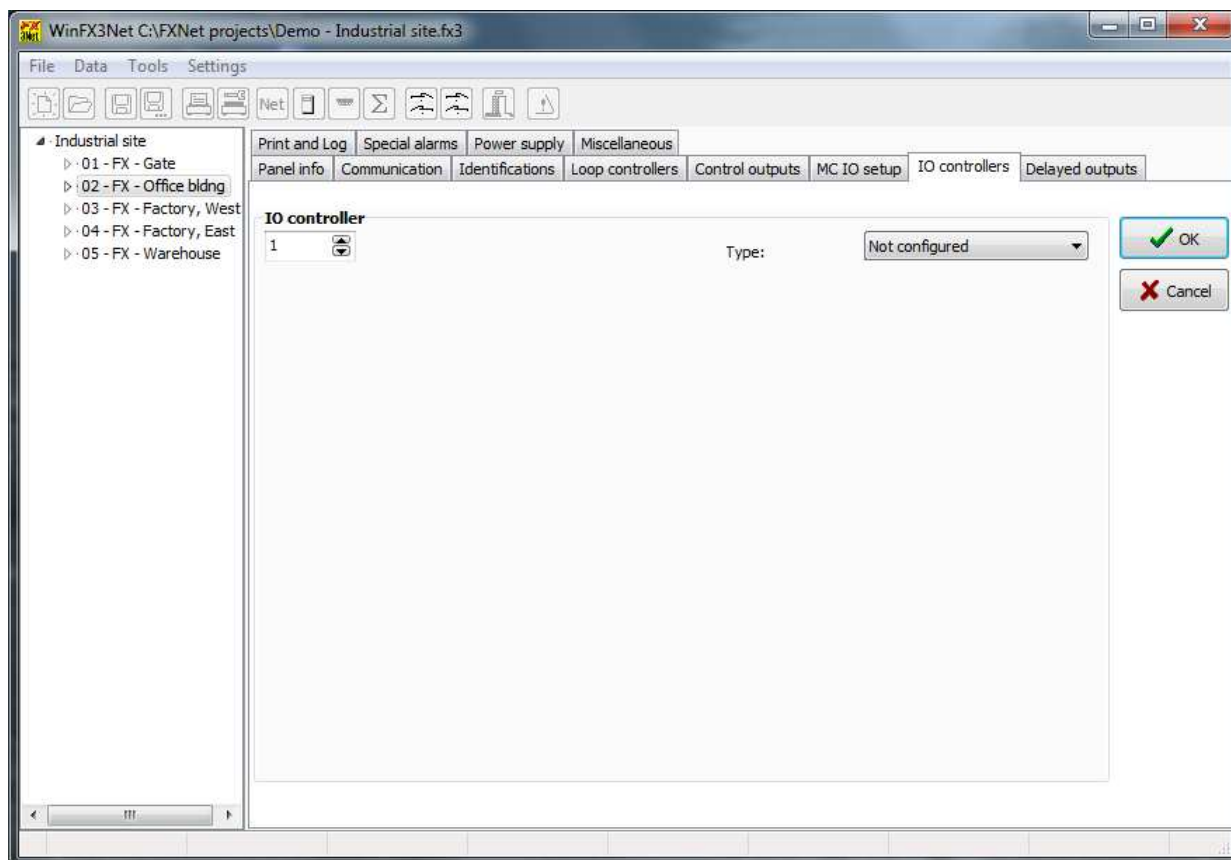 WinFX3Net C:\FXNet projects\Demo - Industrial site.fx3
File Data Tools Settings
Net Σ
Industrial site
01 - FX - Gate
02 - FX - Office bldng
03 - FX - Factory, West
04 - FX - Factory, East
05 - FX - Warehouse
Print and Log Special alarms Power supply Miscellaneous
Panel info Communication Identifications Loop controllers Control outputs MC IO setup IO controllers Delayed outputs
IO controller
1
Type: Not configured
OK
Cancel